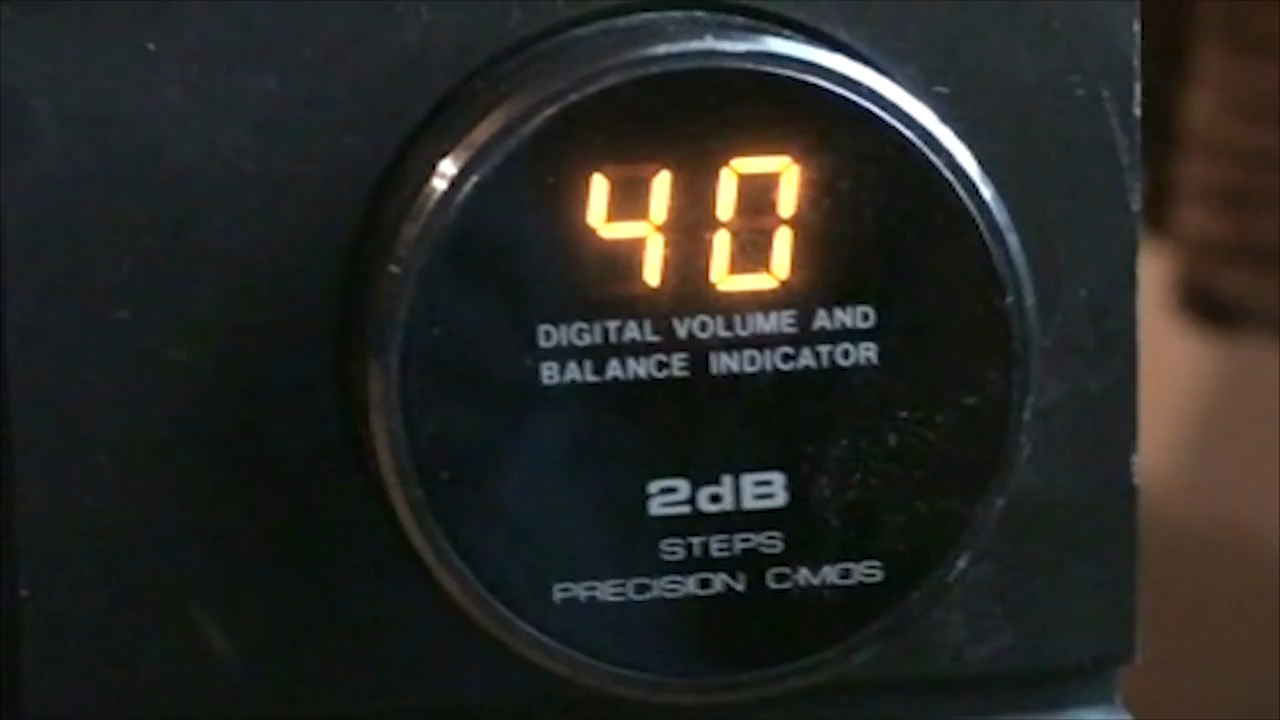 40
DIGITAL VOLUME AND
BALANCE INDICATOR
2dB
STEPS
PRECISION C-MOS